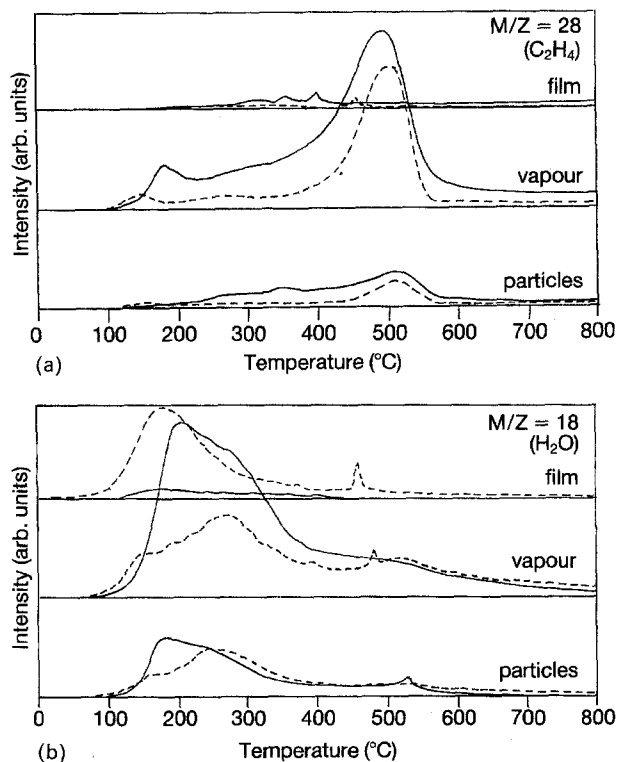 M/Z = 28
(C₂H₄)
film
vapour
particles
Intensity (arb. units)
0 100 200 300 400 500 600 700 800
(a)
Temperature (°C)
M/Z = 18
(H₂O)
film
vapour
particles
Intensity (arb. units)
0 100 200 300 400 500 600 700 800
(b)
Temperature (°C)